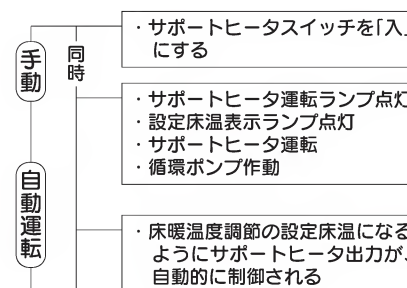 手動
同時
・サポートヒータスイッチを「入」
にする
・サポートヒータ運転ランプ点灯
・設定床温表示ランプ点灯
・サポートヒータ運転
・循環ポンプ作動
自動運転
・床暖温度調節の設定床温になる
ようにサポートヒータ出力が、
自動的に制御される